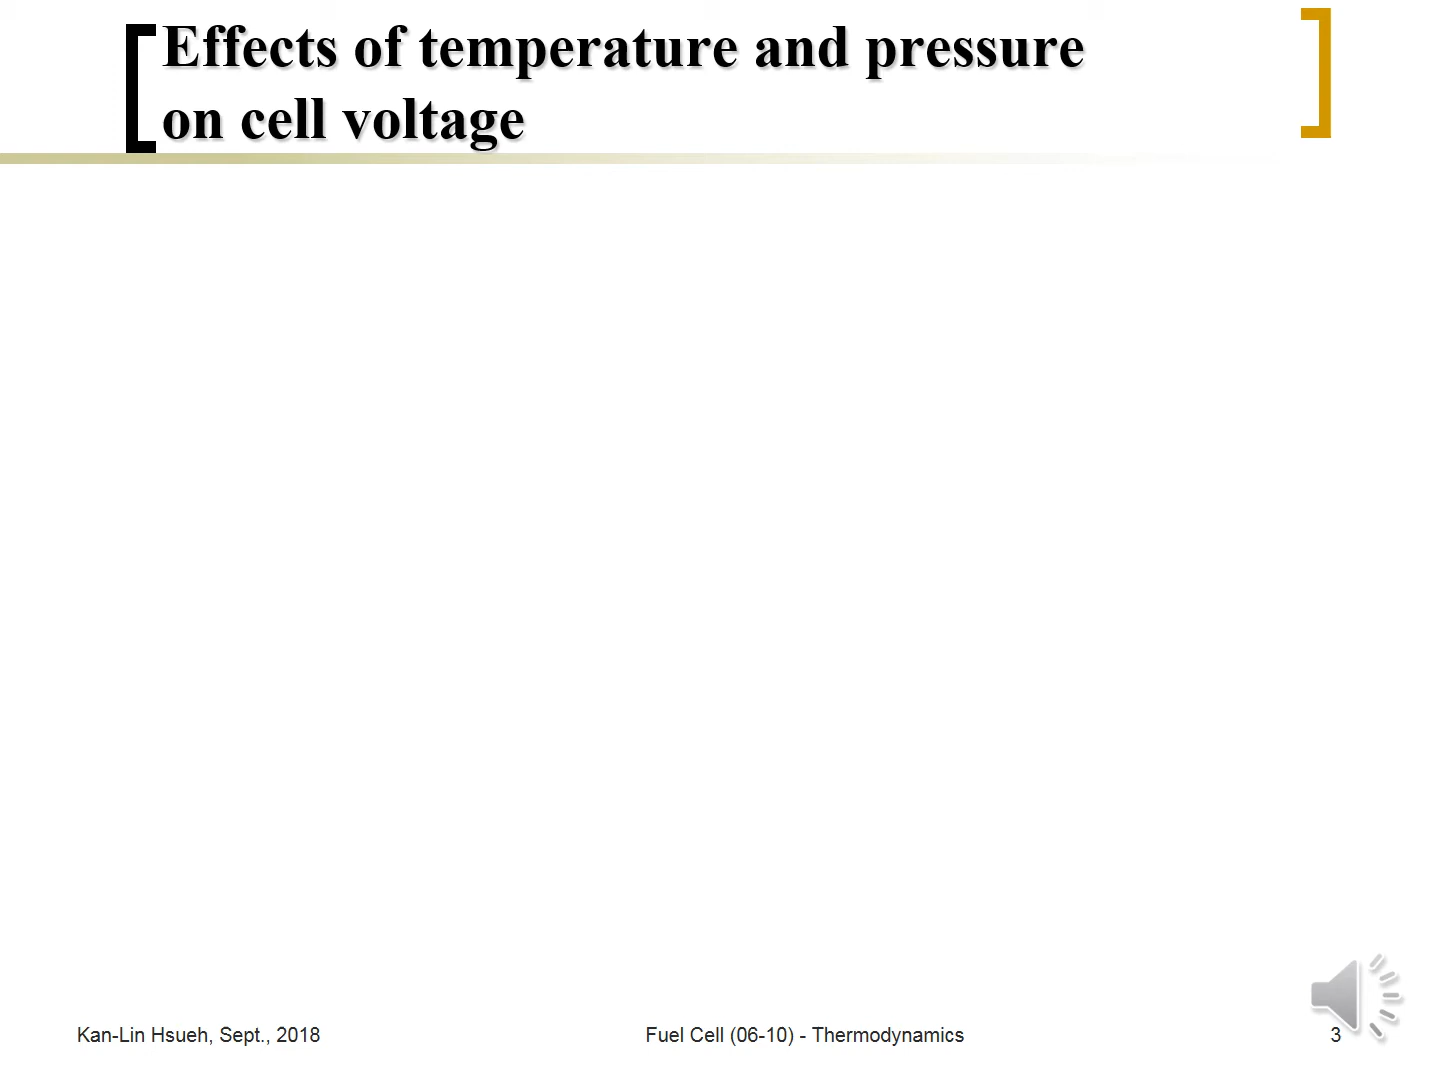 Effects of temperature and pressure
on cell voltage
Kan-Lin Hsueh, Sept., 2018
Fuel Cell (06-10) - Thermodynamics
3